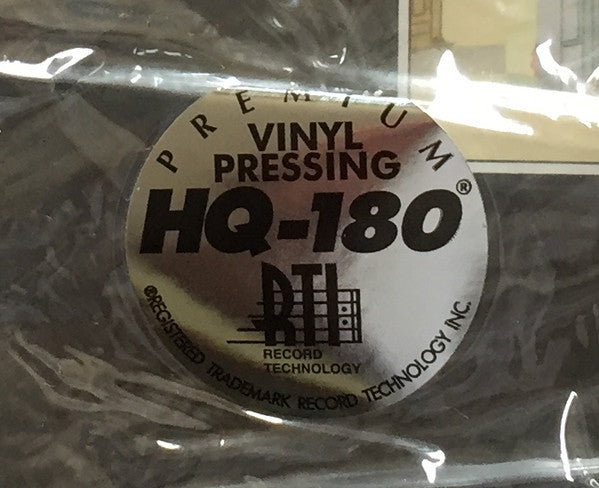 PREMIUM
VINYL
PRESSING
HQ-180®
RTI
RECORD
TECHNOLOGY
®REGISTERED TRADEMARK RECORD TECHNOLOGY INC.